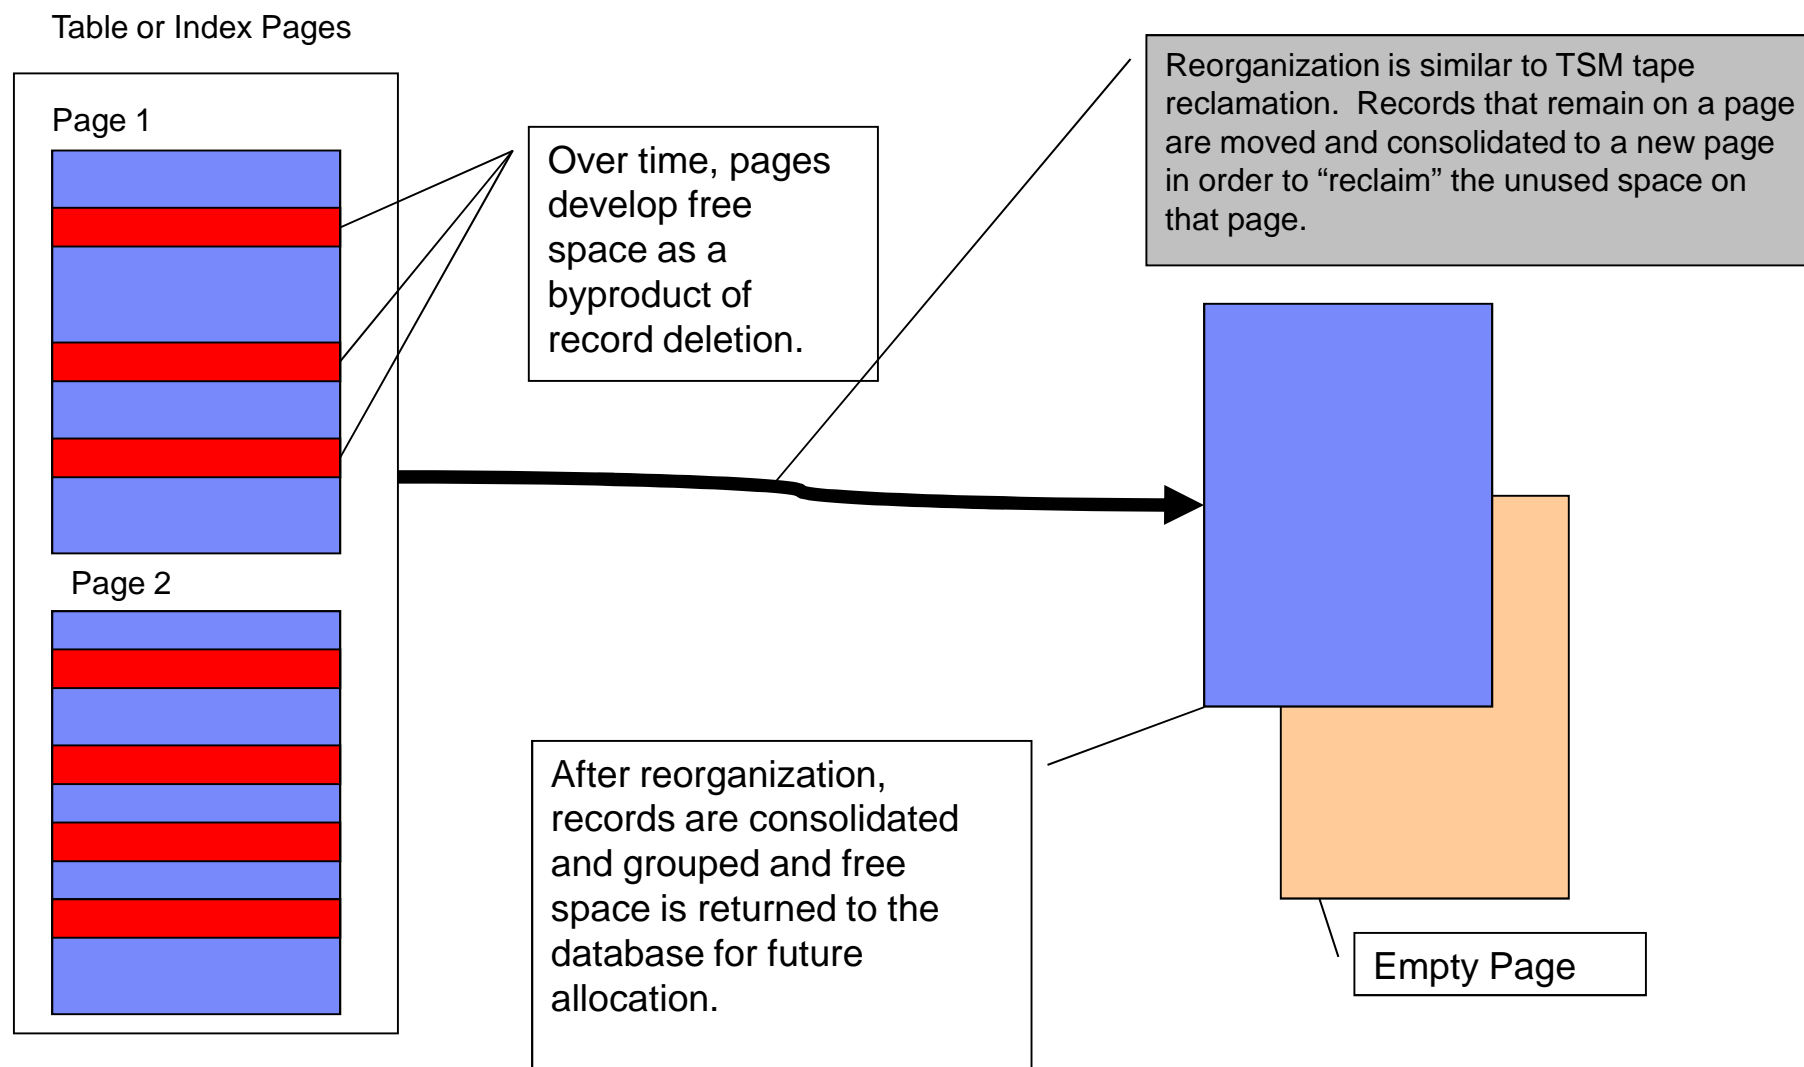 Table or Index Pages
Page 1
Over time, pages
develop free
space as a
byproduct of
record deletion.
Reorganization is similar to TSM tape
reclamation.  Records that remain on a page
are moved and consolidated to a new page
in order to “reclaim” the unused space on
that page.
Page 2
After reorganization,
records are consolidated
and grouped and free
space is returned to the
database for future
allocation.
Empty Page